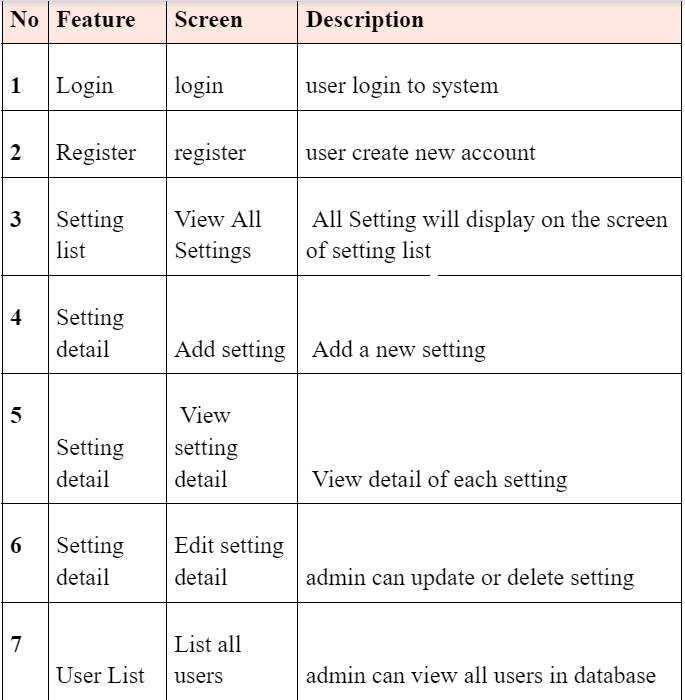 No Feature Screen Description
1 Login login user login to system
2 Register register user create new account
3 Setting list View All Settings All Setting will display on the screen of setting list
4 Setting detail Add setting Add a new setting
5 Setting detail View setting detail View detail of each setting
6 Setting detail Edit setting detail admin can update or delete setting
7 User List List all users admin can view all users in database